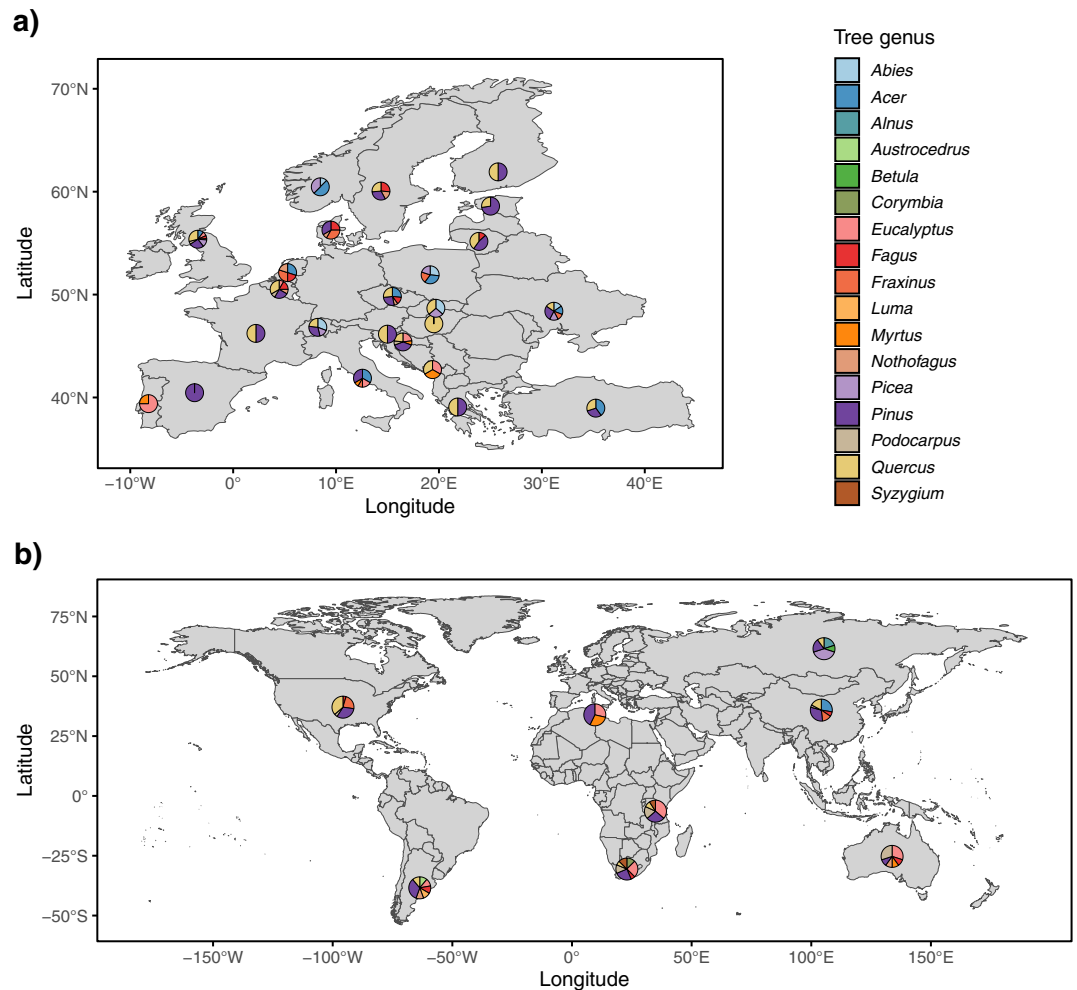 a)
70°N
60°N
50°N
40°N
Latitude
−10°W 0° 10°E 20°E 30°E 40°E
Longitude
Tree genus
Abies
Acer
Alnus
Austrocedrus
Betula
Corymbia
Eucalyptus
Fagus
Fraxinus
Luma
Myrtus
Nothofagus
Picea
Pinus
Podocarpus
Quercus
Syzygium
b)
75°N
50°N
25°N
0°
−25°S
−50°S
Latitude
−150°W −100°W −50°W 0° 50°E 100°E 150°E
Longitude